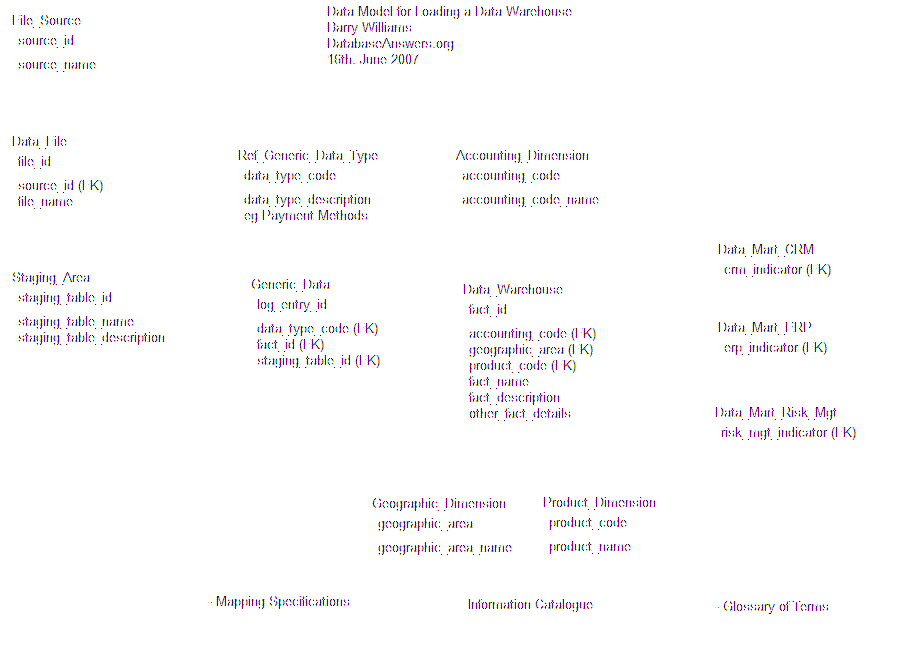 Data Model for Loading a Data Warehouse
Barry Williams
DatabaseAnswers.org
16th. June 2007
File_Source
source_id
source_name
Data_File
file_id
source_id (FK)
file_name
Ref_Generic_Data_Type
data_type_code
data_type_description
eg Payment Methods
Accounting_Dimension
accounting_code
accounting_code_name
Data_Mart_CRM
crm_indicator (FK)
Staging_Area
staging_table_id
staging_table_name
staging_table_description
Generic_Data
log_entry_id
data_type_code (FK)
fact_id (FK)
staging_table_id (FK)
Data_Warehouse
fact_id
accounting_code (FK)
geographic_area (FK)
product_code (FK)
fact_name
fact_description
other_fact_details
Data_Mart_ERP
erp_indicator (FK)
Data_Mart_Risk_Mgt
risk_mgt_indicator (FK)
Geographic_Dimension
geographic_area
geographic_area_name
Product_Dimension
product_code
product_name
- Mapping Specifications
Information Catalogue
- Glossary of Terms